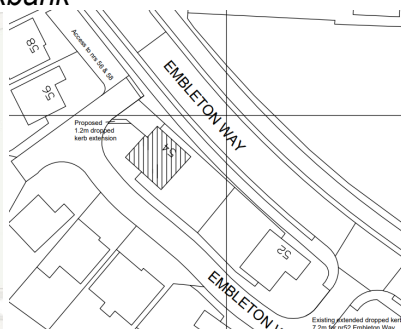 58
56
Access to nrs 56 & 58
EMBLETON WAY
Proposed
1.2m dropped
kerb extension
54
52
EMBLETON
Existing extended dropped kerb
7.2m for nr52 Embleton Way